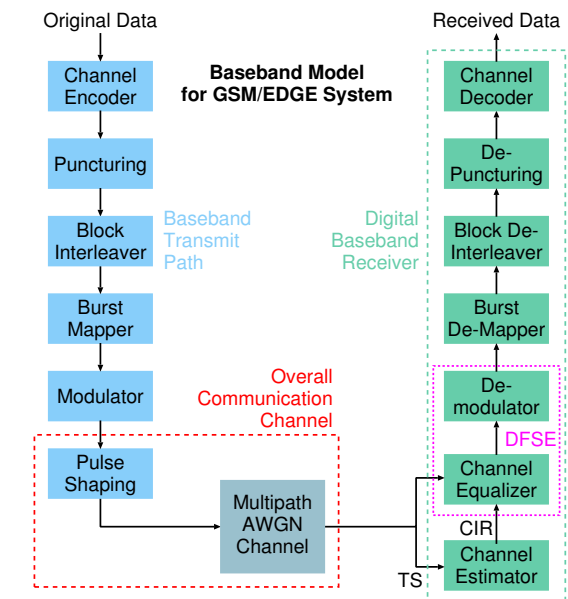 Original Data
Received Data
Baseband Model
for GSM/EDGE System
Channel
Encoder
Puncturing
Block
Interleaver
Burst
Mapper
Modulator
Pulse
Shaping
Baseband
Transmit
Path
Overall
Communication
Channel
Multipath
AWGN
Channel
Digital
Baseband
Receiver
Channel
Decoder
De-
Puncturing
Block De-
Interleaver
Burst
De-Mapper
De-
modulator
DFSE
Channel
Equalizer
CIR
Channel
Estimator
TS